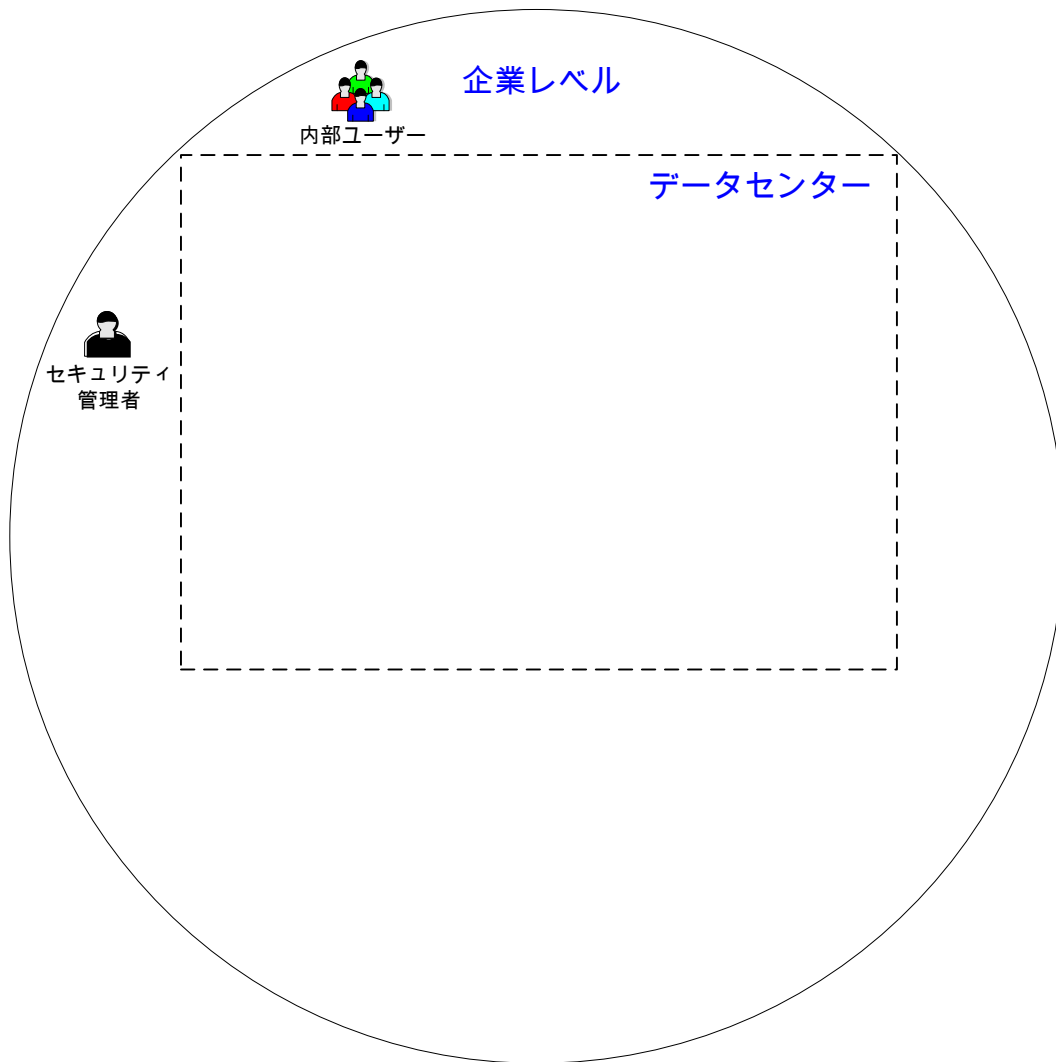 企業レベル
内部ユーザー
データセンター
セキュリティ
管理者